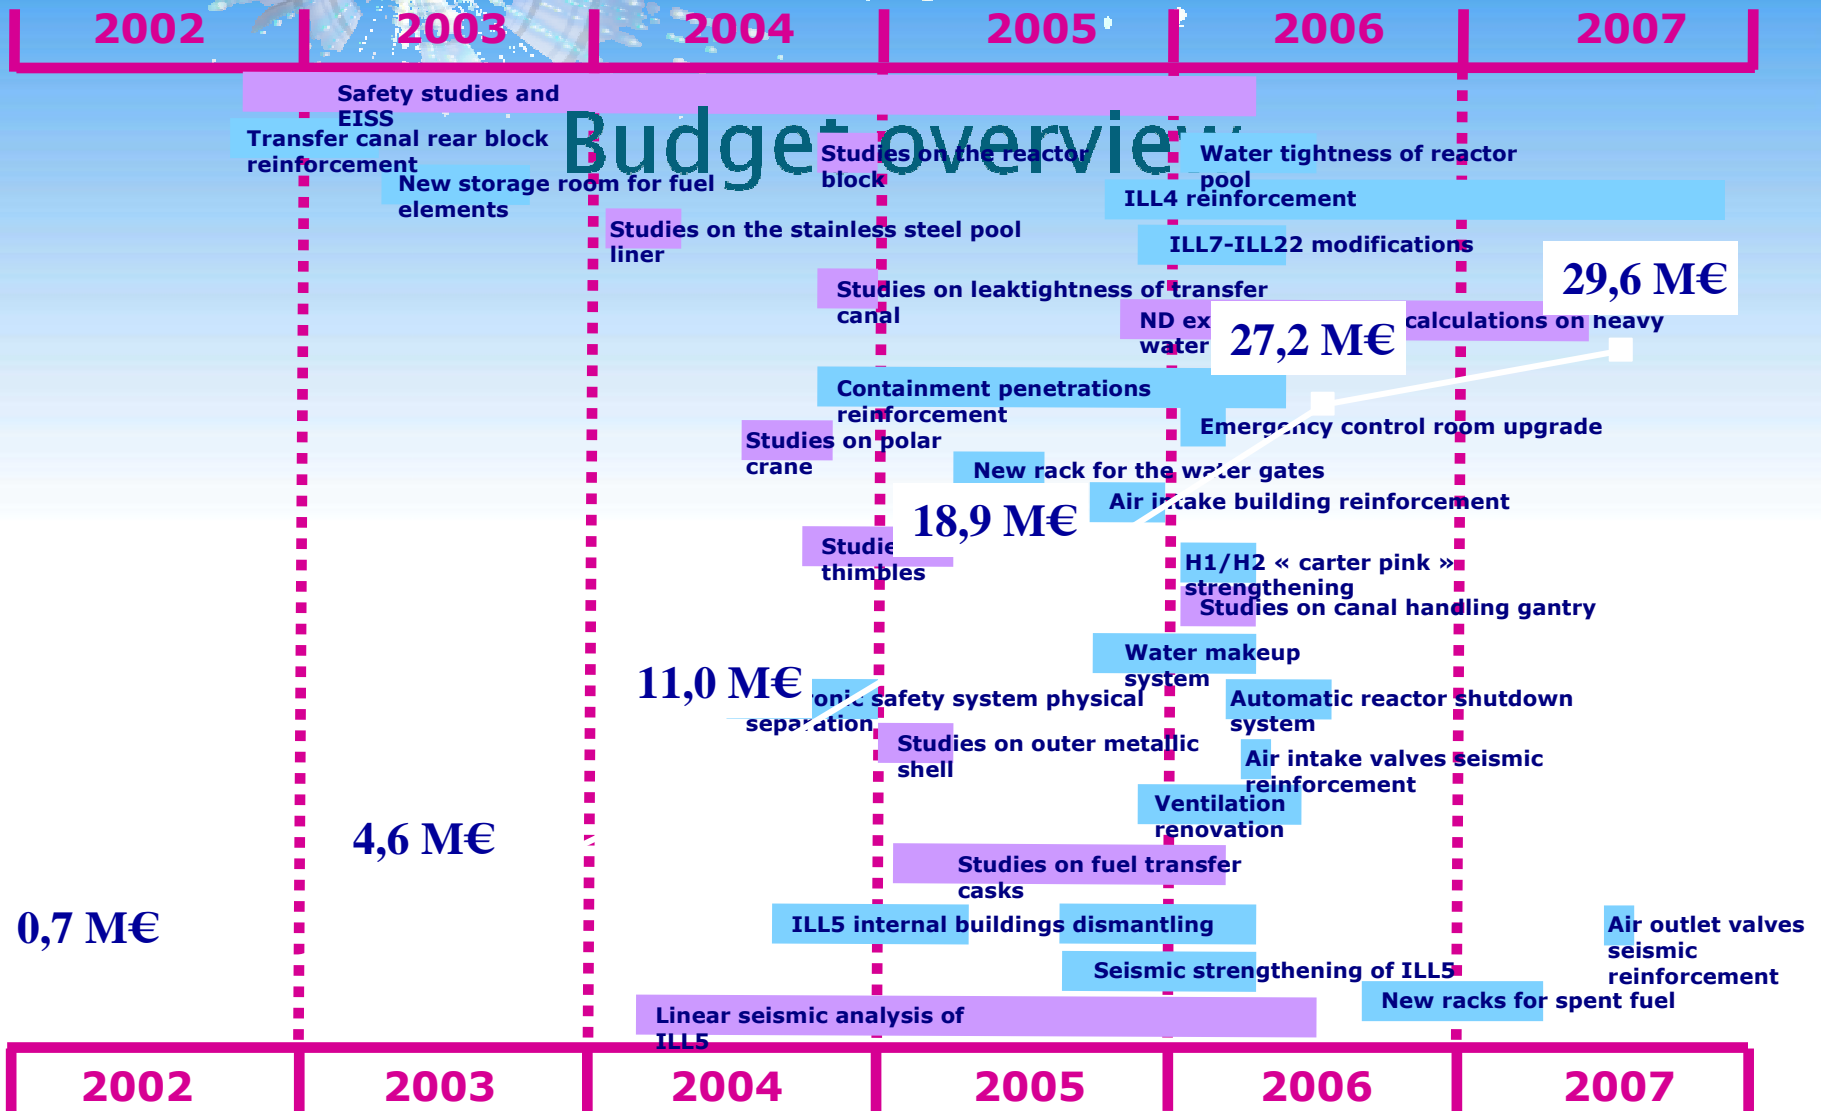 2002 2003 2004 2005 2006 2007
Safety studies and
EISS
Budget overview
Transfer canal rear block
reinforcement
Studies on the reactor
block
Water tightness of reactor
pool
New storage room for fuel
elements
ILL4 reinforcement
Studies on the stainless steel pool
liner
ILL7-ILL22 modifications
29,6 M€
Studies on leaktightness of transfer
canal
ND ex calculations on heavy
water
27,2 M€
Containment penetrations
reinforcement
Emergency control room upgrade
Studies on polar
crane
New rack for the water gates
Air intake building reinforcement
18,9 M€
Studie
thimbles
H1/H2 « carter pink »
strengthening
Studies on canal handling gantry
Water makeup
system
11,0 M€
ronic safety system physical
separation
Automatic reactor shutdown
system
Studies on outer metallic
shell
Air intake valves seismic
reinforcement
Ventilation
renovation
4,6 M€
Studies on fuel transfer
casks
0,7 M€
ILL5 internal buildings dismantling
Air outlet valves
seismic
reinforcement
Seismic strengthening of ILL5
New racks for spent fuel
Linear seismic analysis of
ILL5
2002 2003 2004 2005 2006 2007